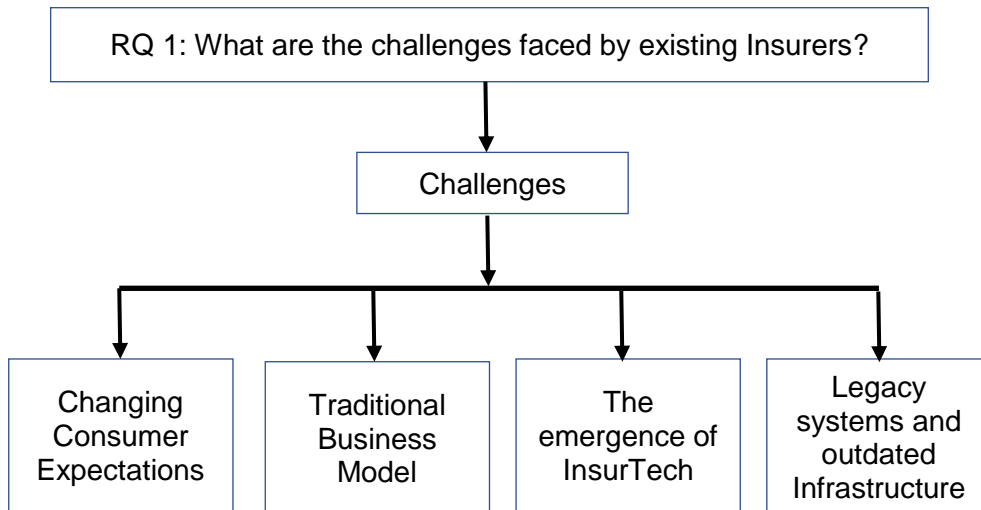 RQ 1: What are the challenges faced by existing Insurers?
Challenges
Changing
Consumer
Expectations
Traditional
Business
Model
The
emergence of
InsurTech
Legacy
systems and
outdated
Infrastructure